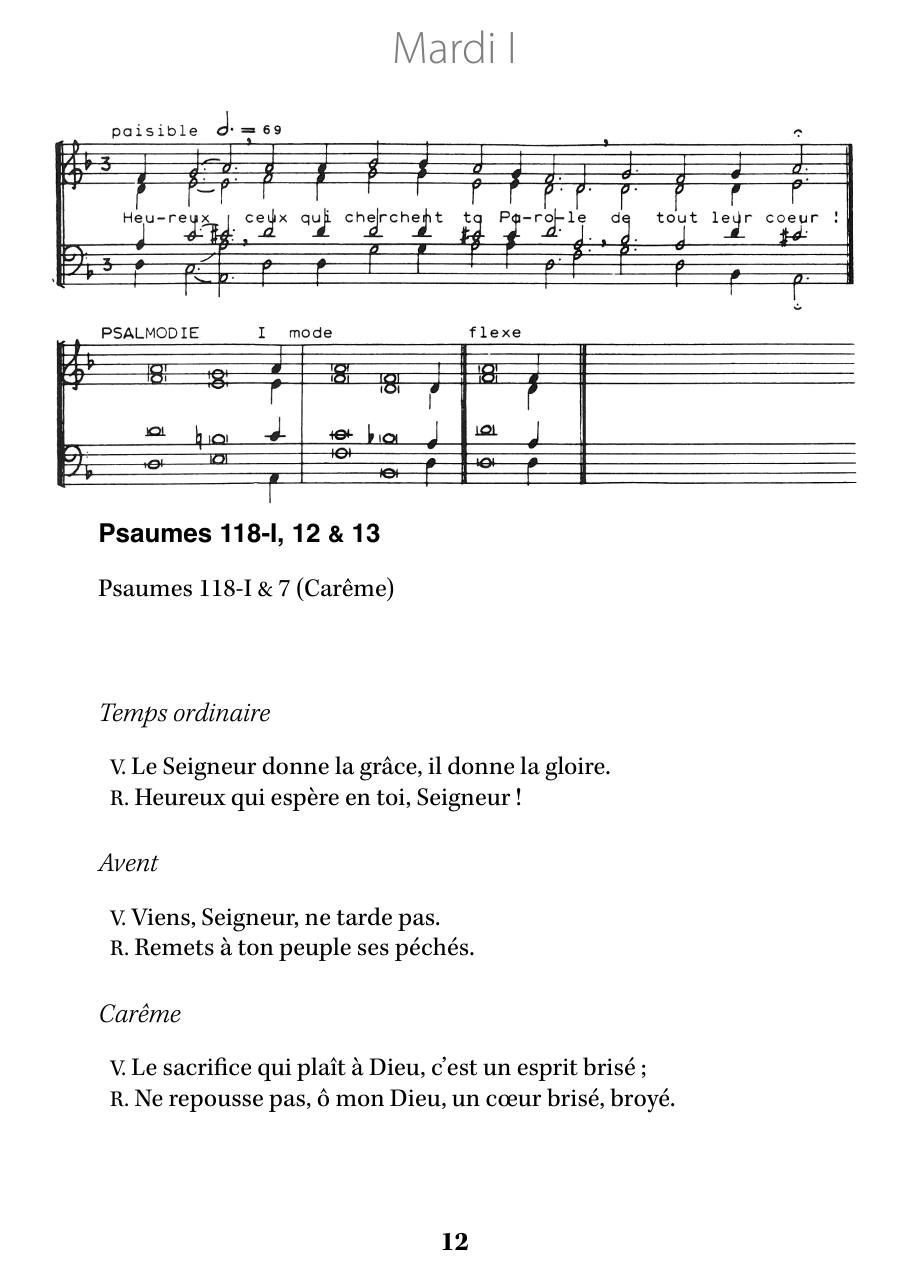 Mardi I
paisible 𝅗𝅥. = 69
3
Heu-reux ceux qui cherchent ta Pa-ro-le de tout leur coeur !
3
PSALMODIE I mode flexe
Psaumes 118-I, 12 & 13
Psaumes 118-I & 7 (Carême)
Temps ordinaire
V. Le Seigneur donne la grâce, il donne la gloire.
R. Heureux qui espère en toi, Seigneur !
Avent
V. Viens, Seigneur, ne tarde pas.
R. Remets à ton peuple ses péchés.
Carême
V. Le sacrifice qui plaît à Dieu, c’est un esprit brisé ;
R. Ne repousse pas, ô mon Dieu, un cœur brisé, broyé.
12